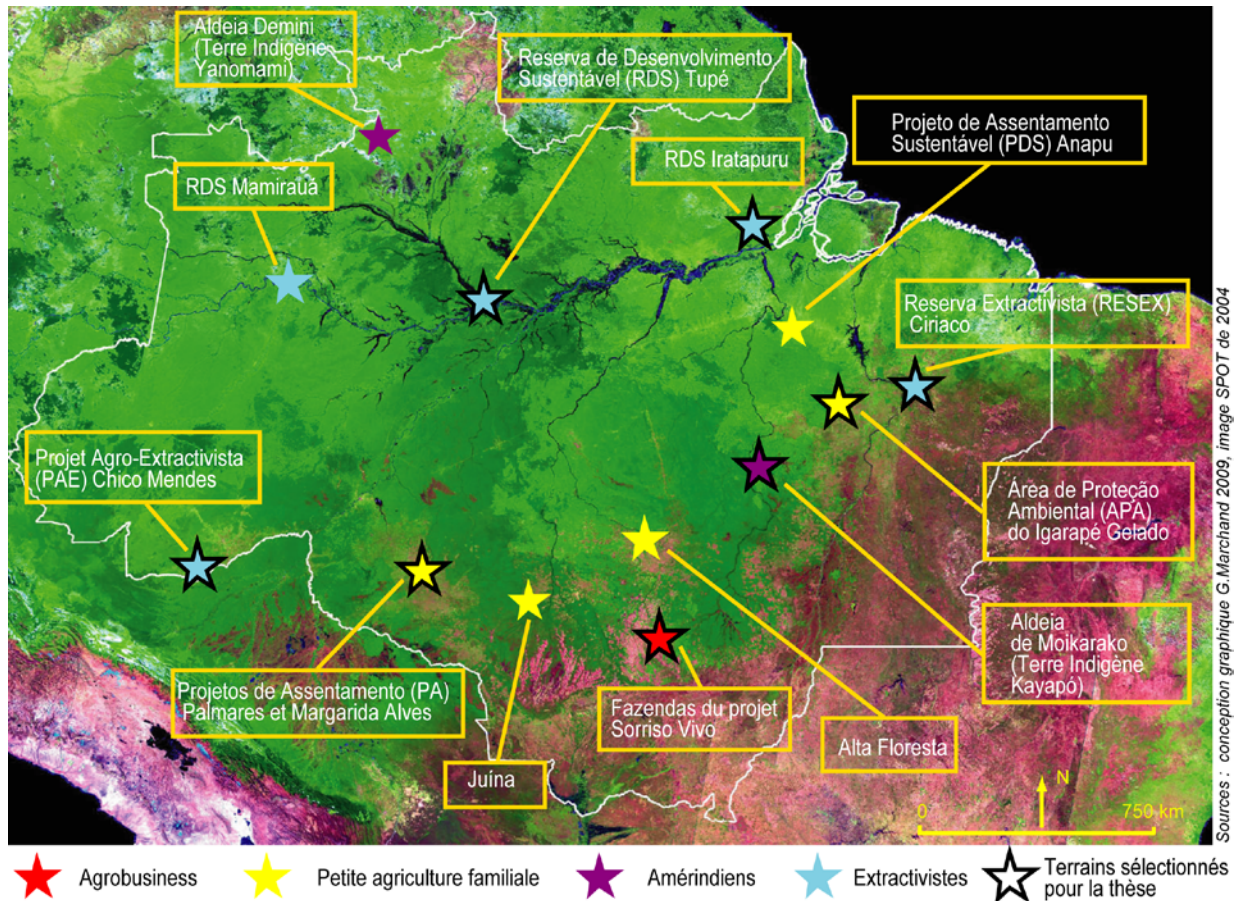 Aldeia Demini
(Terre Indigène
Yanomami)
Reserva de Desenvolvimento
Sustentável (RDS) Tupé
Projeto de Assentamento
Sustentável (PDS) Anapu
RDS Iratapuru
RDS Mamirauá
Reserva Extractivista (RESEX)
Ciriaco
Projet Agro-Extractivista
(PAE) Chico Mendes
Área de Proteção
Ambiental (APA)
do Igarapé Gelado
Aldeia
de Moikarako
(Terre Indigène
Kayapó)
Projetos de Assentamento (PA)
Palmares et Margarida Alves
Fazendas du projet
Sorriso Vivo
Alta Floresta
Juína
N
0
750 km
Sources : conception graphique G.Marchand 2009, image SPOT de 2004
Agrobusiness
Petite agriculture familiale
Amérindiens
Extractivistes
Terrains sélectionnés
pour la thèse